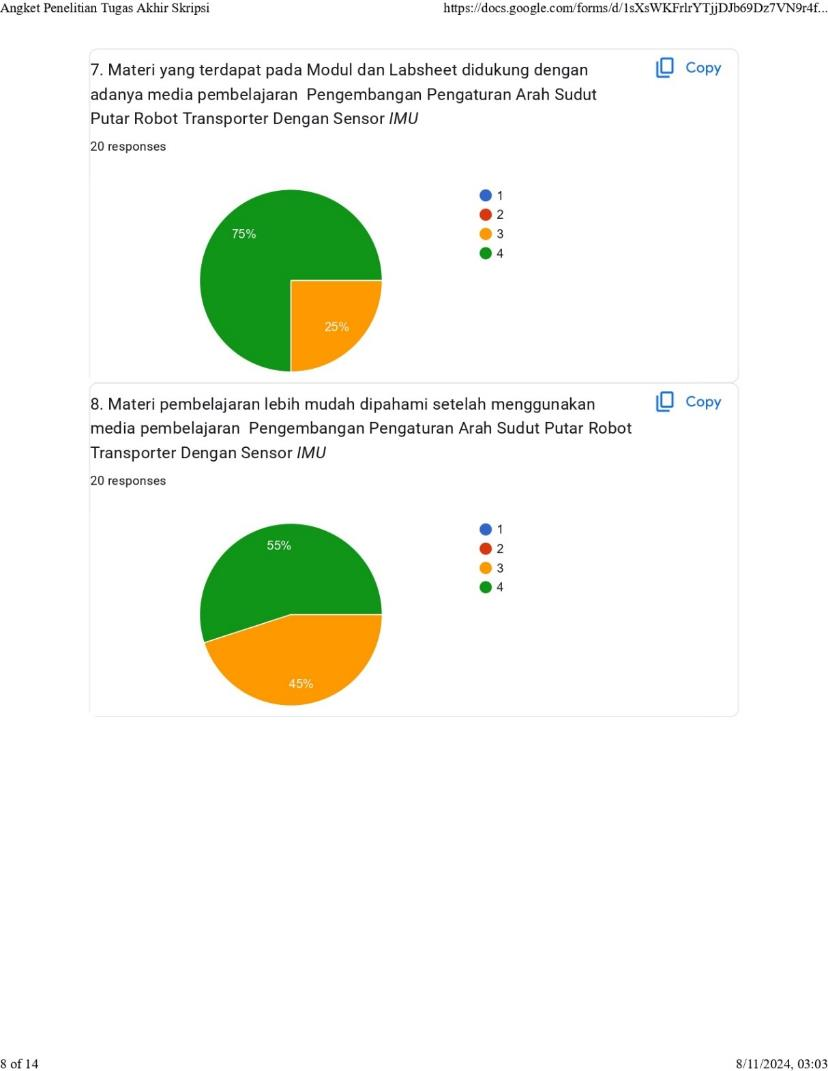 Angket Penelitian Tugas Akhir Skripsi
https://docs.google.com/forms/d/1sXsWKFrlrYTjjDJb69Dz7VN9r4f...
7. Materi yang terdapat pada Modul dan Labsheet didukung dengan
adanya media pembelajaran  Pengembangan Pengaturan Arah Sudut
Putar Robot Transporter Dengan Sensor IMU
Copy
20 responses
75%
25%
1
2
3
4
8. Materi pembelajaran lebih mudah dipahami setelah menggunakan
media pembelajaran  Pengembangan Pengaturan Arah Sudut Putar Robot
Transporter Dengan Sensor IMU
Copy
20 responses
55%
45%
1
2
3
4
8 of 14
8/11/2024, 03:03